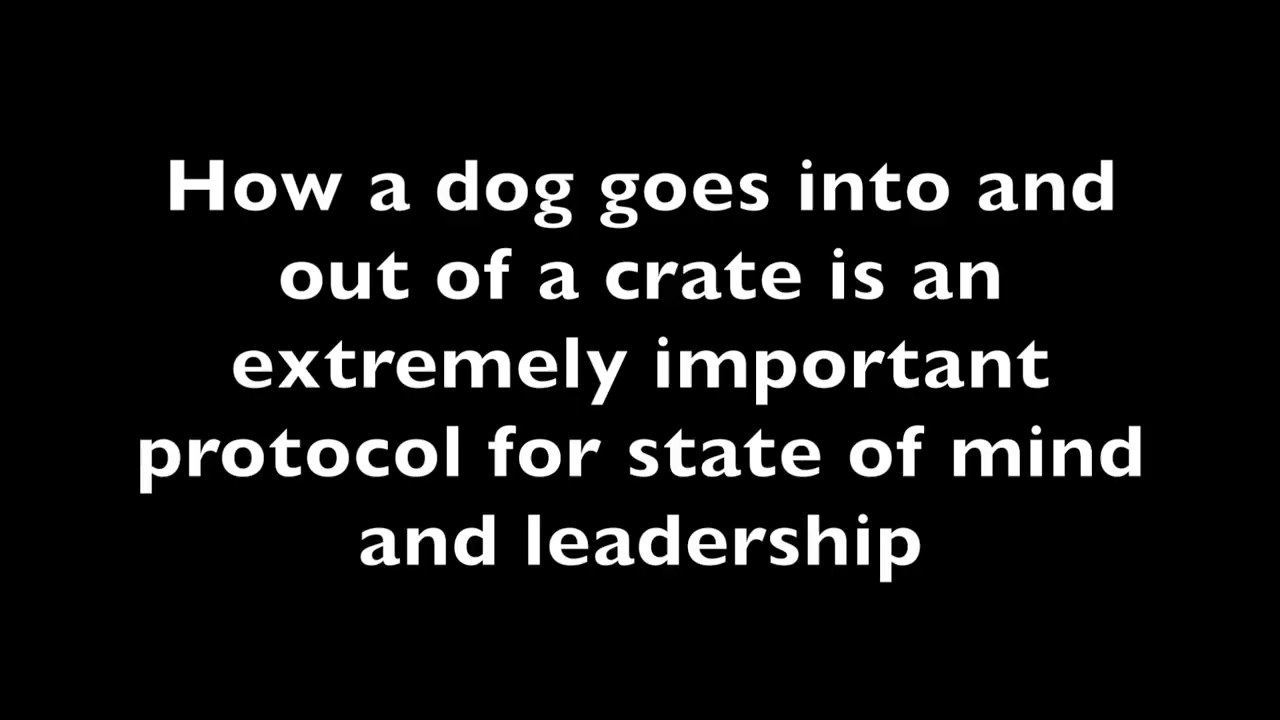 How a dog goes into and
out of a crate is an
extremely important
protocol for state of mind
and leadership